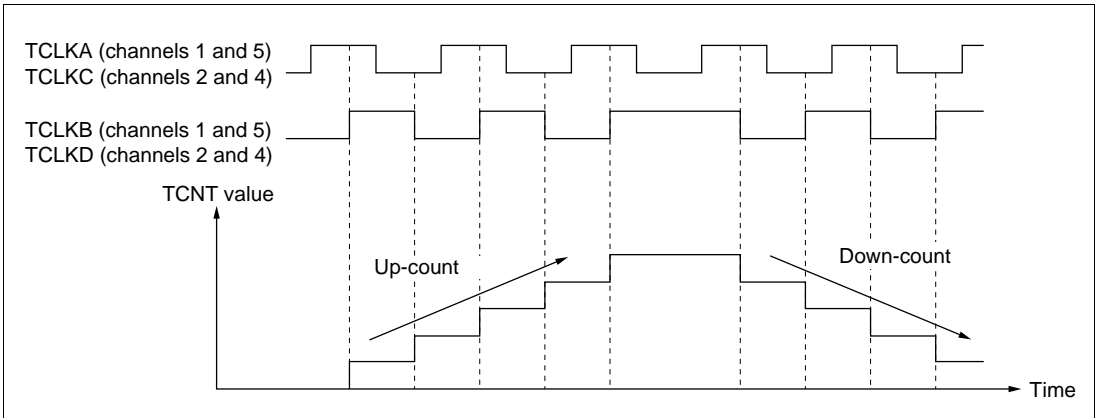 TCLKA (channels 1 and 5)
TCLKC (channels 2 and 4)
TCLKB (channels 1 and 5)
TCLKD (channels 2 and 4)
TCNT value
Up-count
Down-count
Time